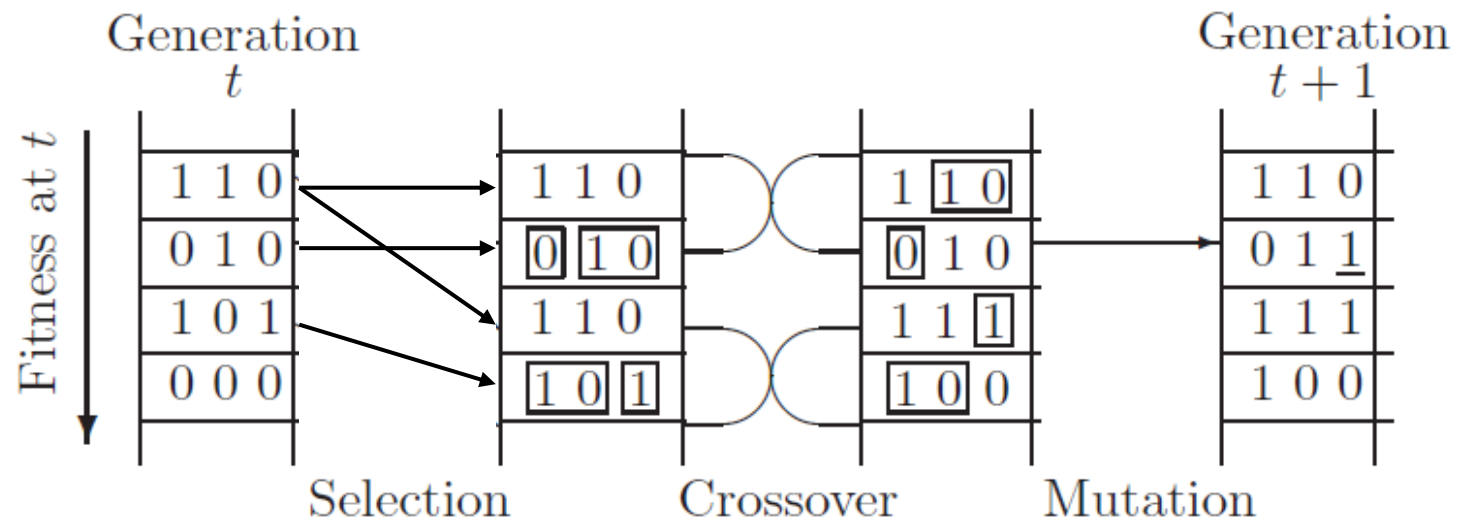 Generation
t
Generation
t + 1
Fitness at t
1 1 0
0 1 0
1 0 1
0 0 0
1 1 0
0 1 0
1 1 0
1 0 1
1 1 0
0 1 0
1 1 1
1 0 0
1 1 0
0 1 1
1 1 1
1 0 0
Selection
Crossover
Mutation